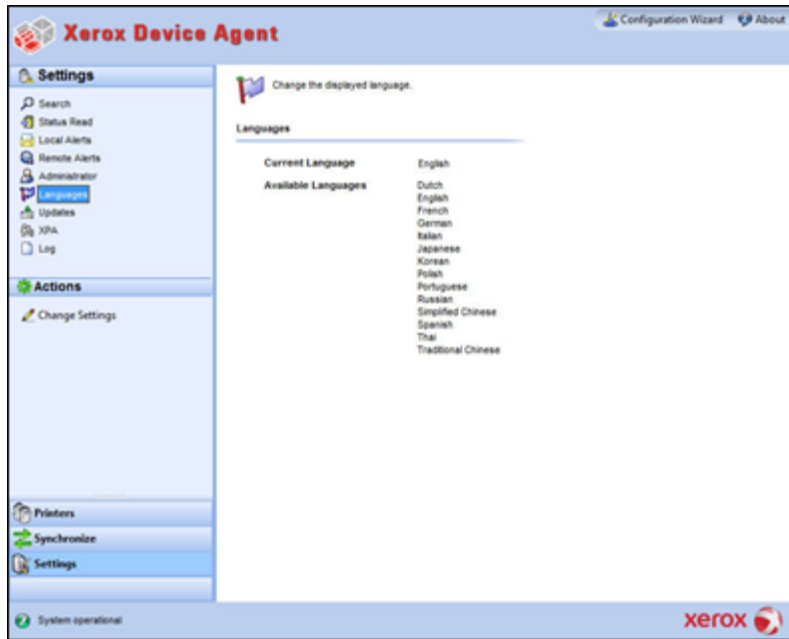 Xerox Device Agent
Configuration Wizard About
Settings
Search
Status Read
Local Alerts
Remote Alerts
Administrator
Languages
Updates
XPA
Log
Actions
Change Settings
Printers
Synchronize
Settings
System operational
Change the displayed language.
Languages
Current Language English
Available Languages Dutch
English
French
German
Italian
Japanese
Korean
Polish
Portuguese
Russian
Simplified Chinese
Spanish
Thai
Traditional Chinese
xerox